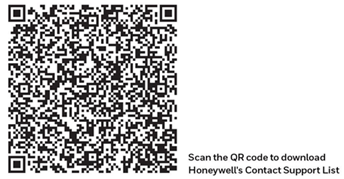 Scan the QR code to download
Honeywell's Contact Support List